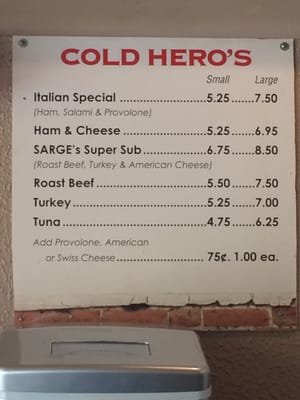 COLD HERO'S
Small Large
Italian Special 5.25 7.50
(Ham, Salami & Provolone)
Ham & Cheese 5.25 6.95
SARGE's Super Sub 6.75 8.50
(Roast Beef, Turkey & American Cheese)
Roast Beef 5.50 7.50
Turkey 5.25 7.00
Tuna 4.75 6.25
Add Provolone, American
or Swiss Cheese 75¢. 1.00 ea.